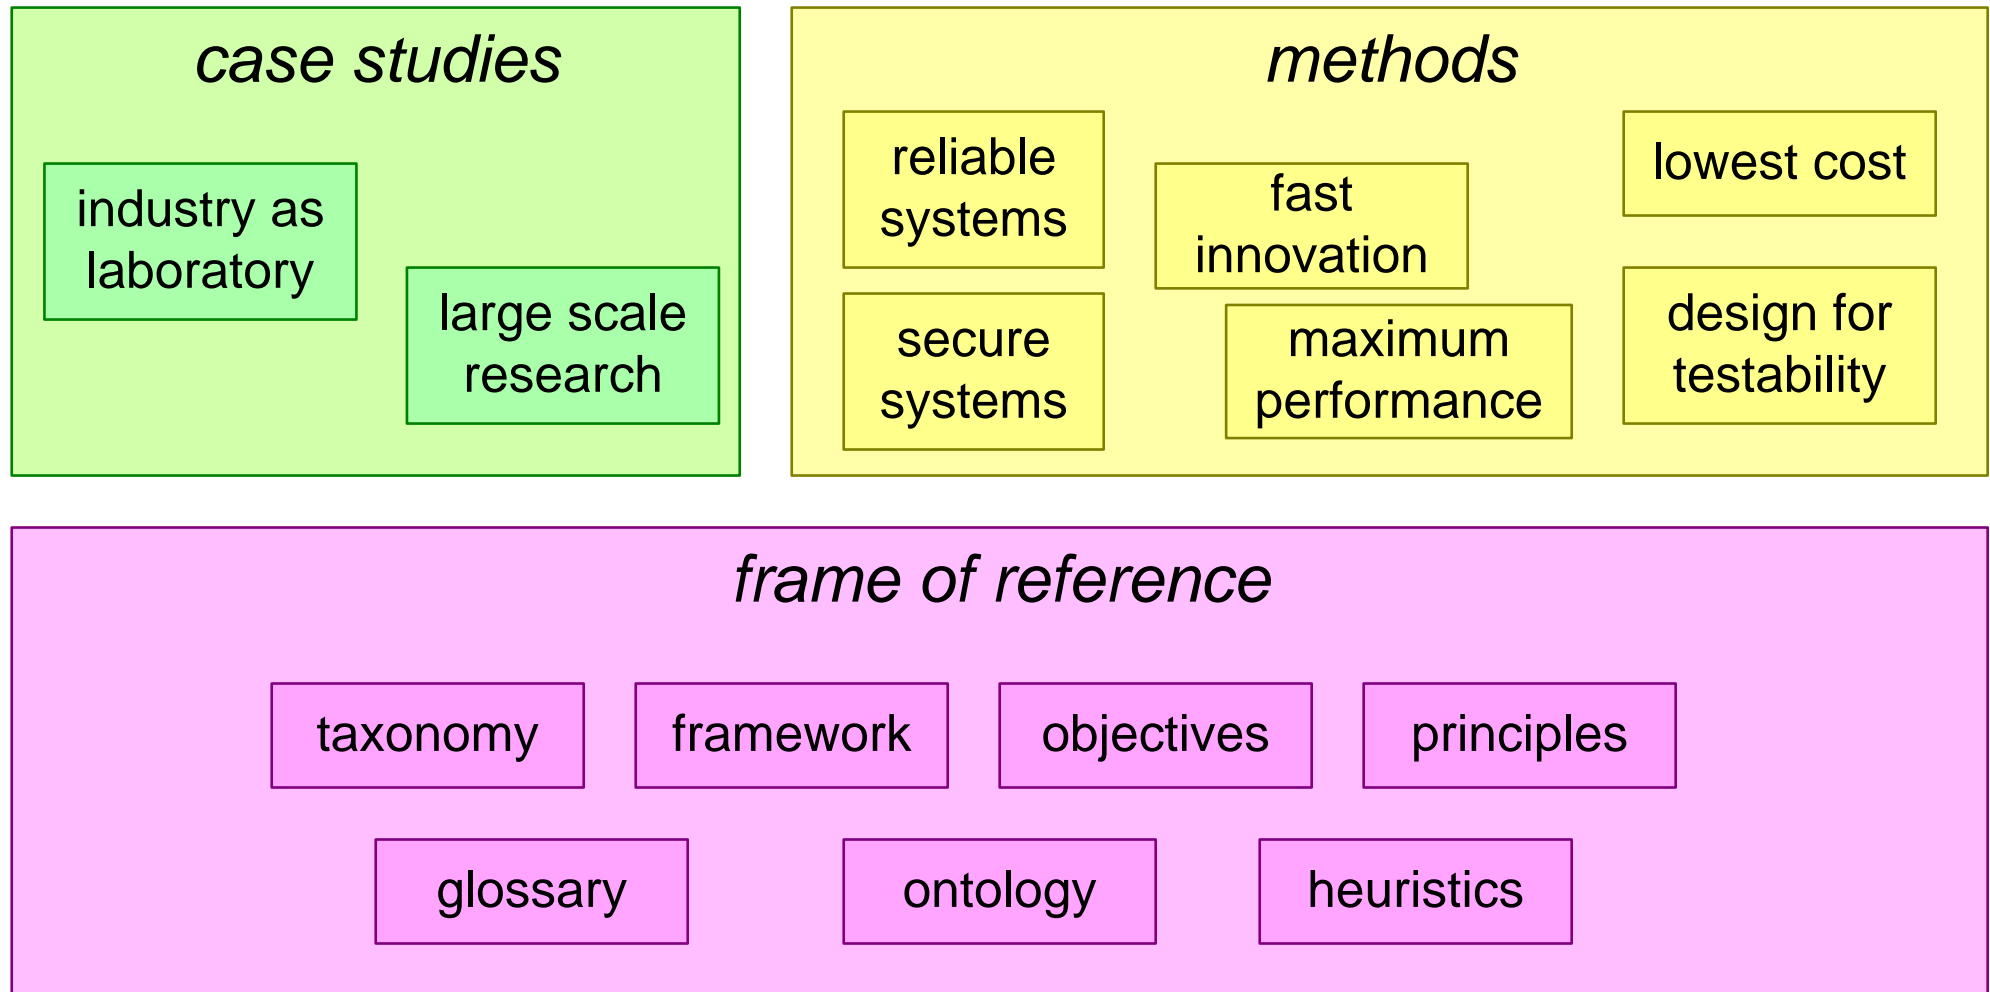 case studies
industry as
laboratory
large scale
research
methods
reliable
systems
fast
innovation
lowest cost
secure
systems
maximum
performance
design for
testability
frame of reference
taxonomy
framework
objectives
principles
glossary
ontology
heuristics